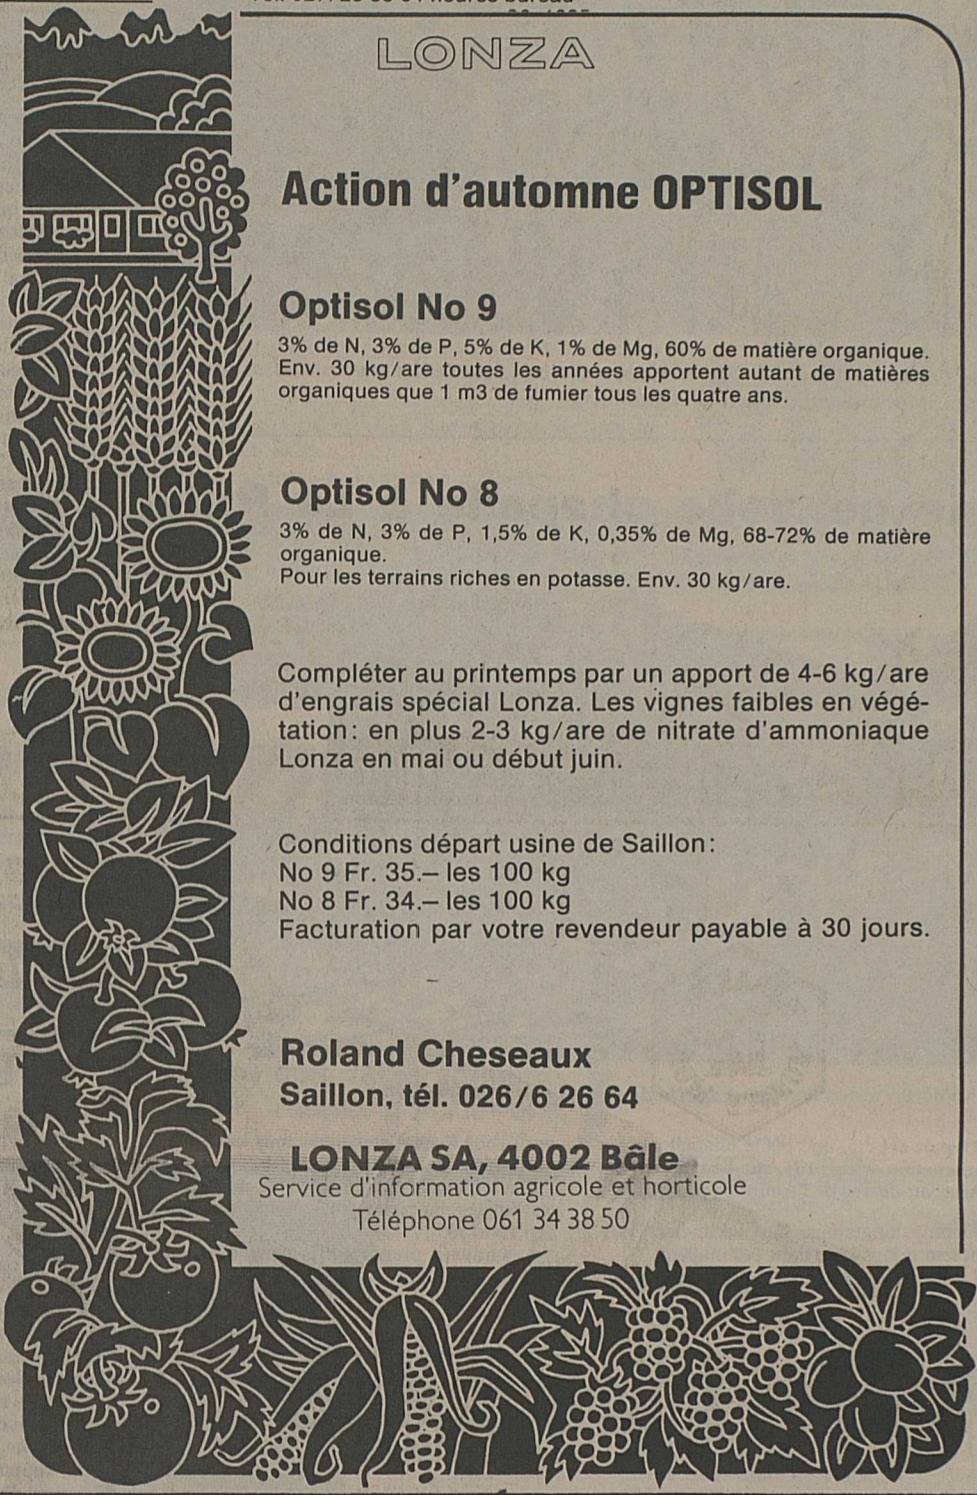 LONZA
Action d'automne OPTISOL
Optisol No 9
3% de N, 3% de P, 5% de K, 1% de Mg, 60% de matière organique.
Env. 30 kg/are toutes les années apportent autant de matières
organiques que 1 m3 de fumier tous les quatre ans.
Optisol No 8
3% de N, 3% de P, 1,5% de K, 0,35% de Mg, 68-72% de matière
organique.
Pour les terrains riches en potasse. Env. 30 kg/are.
Compléter au printemps par un apport de 4-6 kg/are
d'engrais spécial Lonza. Les vignes faibles en végé-
tation: en plus 2-3 kg/are de nitrate d'ammoniaque
Lonza en mai ou début juin.
Conditions départ usine de Saillon:
No 9 Fr. 35.– les 100 kg
No 8 Fr. 34.– les 100 kg
Facturation par votre revendeur payable à 30 jours.
Roland Cheseaux
Saillon, tél. 026/6 26 64
LONZA SA, 4002 Bâle
Service d'information agricole et horticole
Téléphone 061 34 38 50